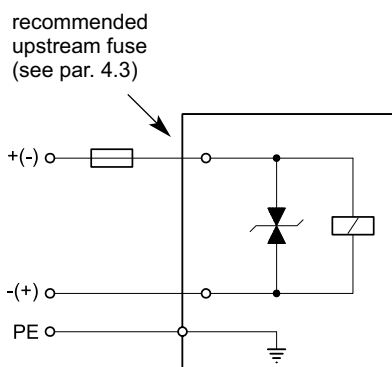 recommended
upstream fuse
(see par. 4.3)
+(-)
-(+)
PE